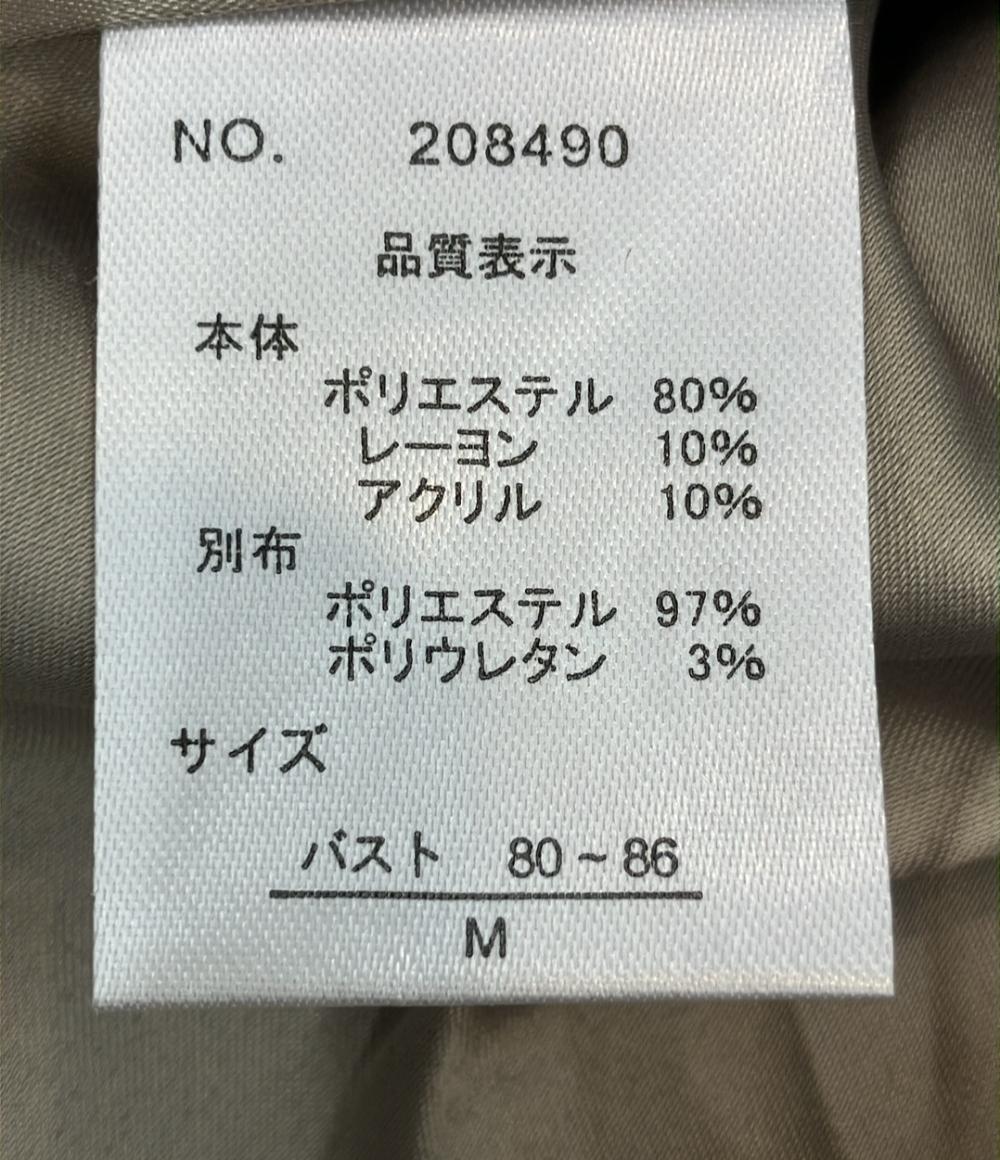 NO. 208490
品質表示
本体
ポリエステル 80%
レーヨン 10%
アクリル 10%
別布
ポリエステル 97%
ポリウレタン 3%
サイズ
バスト 80~86
M